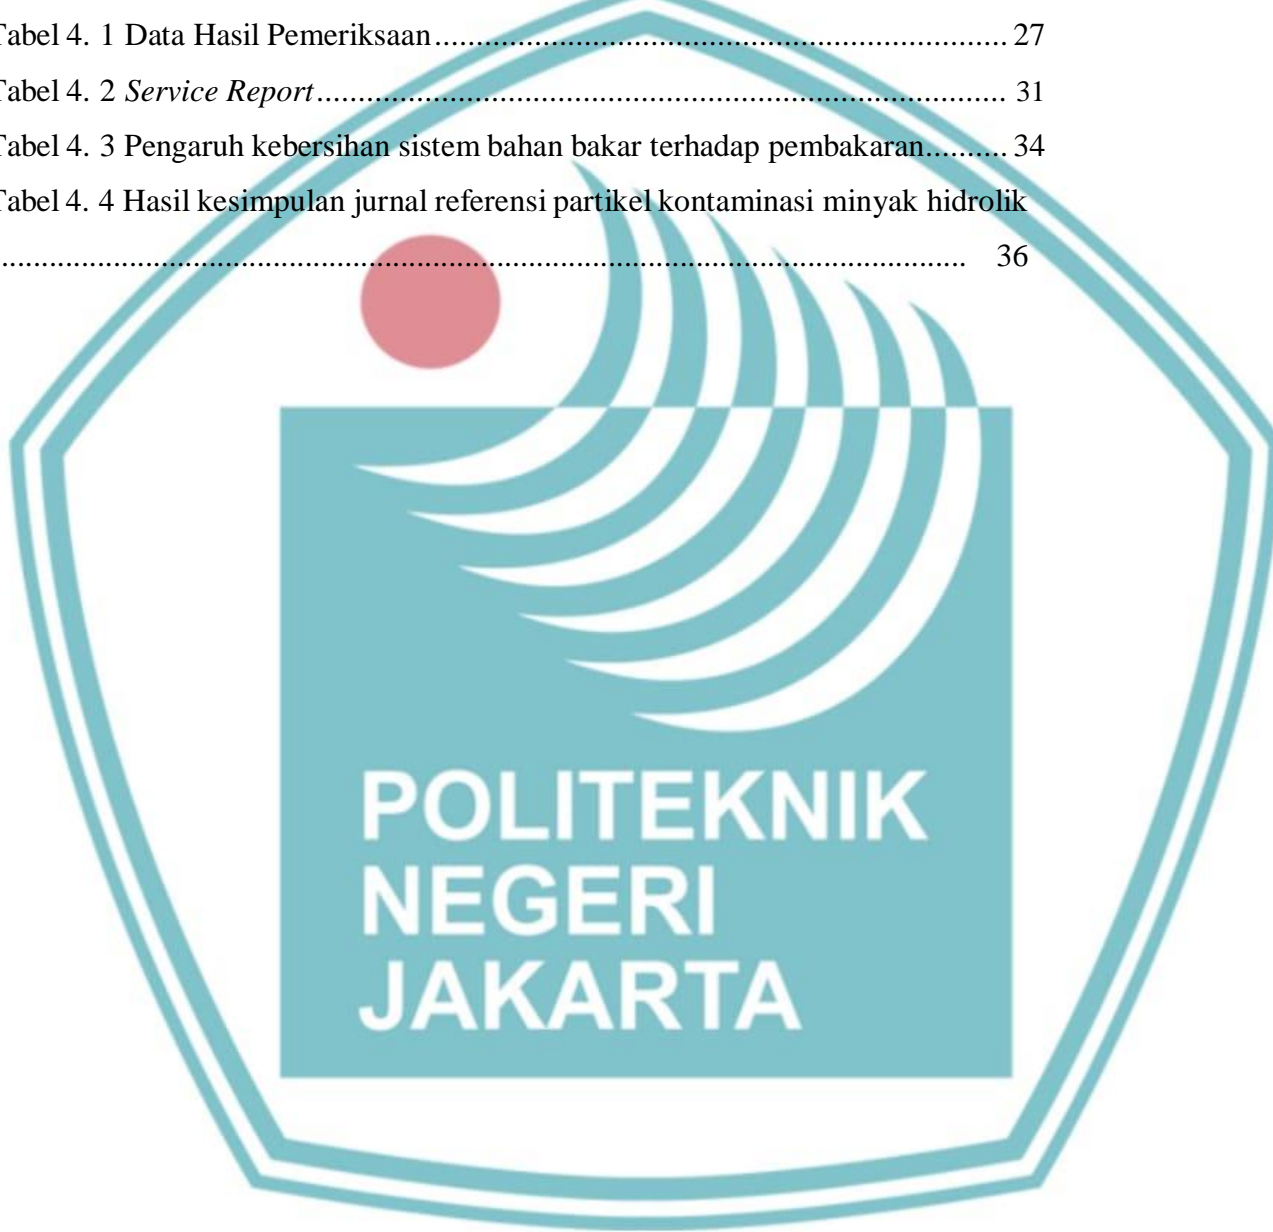 Tabel 4. 1 Data Hasil Pemeriksaan........................................................................... 27
Tabel 4. 2 Service Report.......................................................................................... 31
Tabel 4. 3 Pengaruh kebersihan sistem bahan bakar terhadap pembakaran.......... 34
Tabel 4. 4 Hasil kesimpulan jurnal referensi partikel kontaminasi minyak hidrolik
.............................................................................................................................. 36
POLITEKNIK
NEGERI
JAKARTA